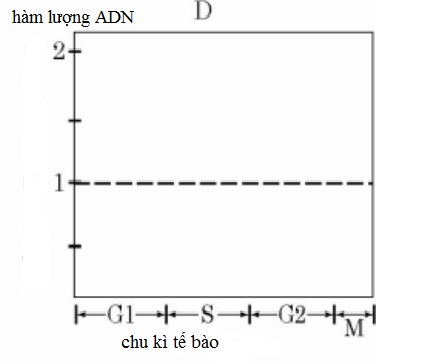 hàm lượng ADN
D
2
1
G1 S G2 M
chu kì tế bào